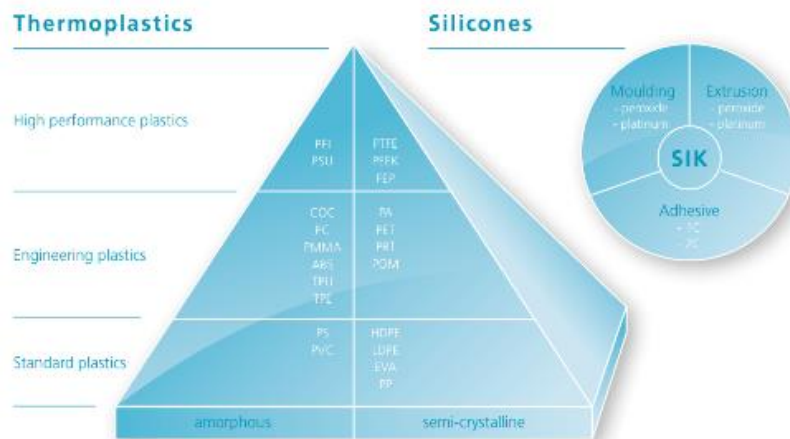 Thermoplastics
Silicones
High performance plastics
PEI
PSU
PTFE
PEEK
FEP
Engineering plastics
COC
PC
PMMA
ABS
TPU
TPE
PA
PET
PBT
POM
Standard plastics
PS
PVC
HDPE
LDPE
EVA
PP
amorphous
semi-crystalline
Moulding
- peroxide
- platinum
Extrusion
- peroxide
- platinum
SIK
Adhesive
- 1C
- 2C